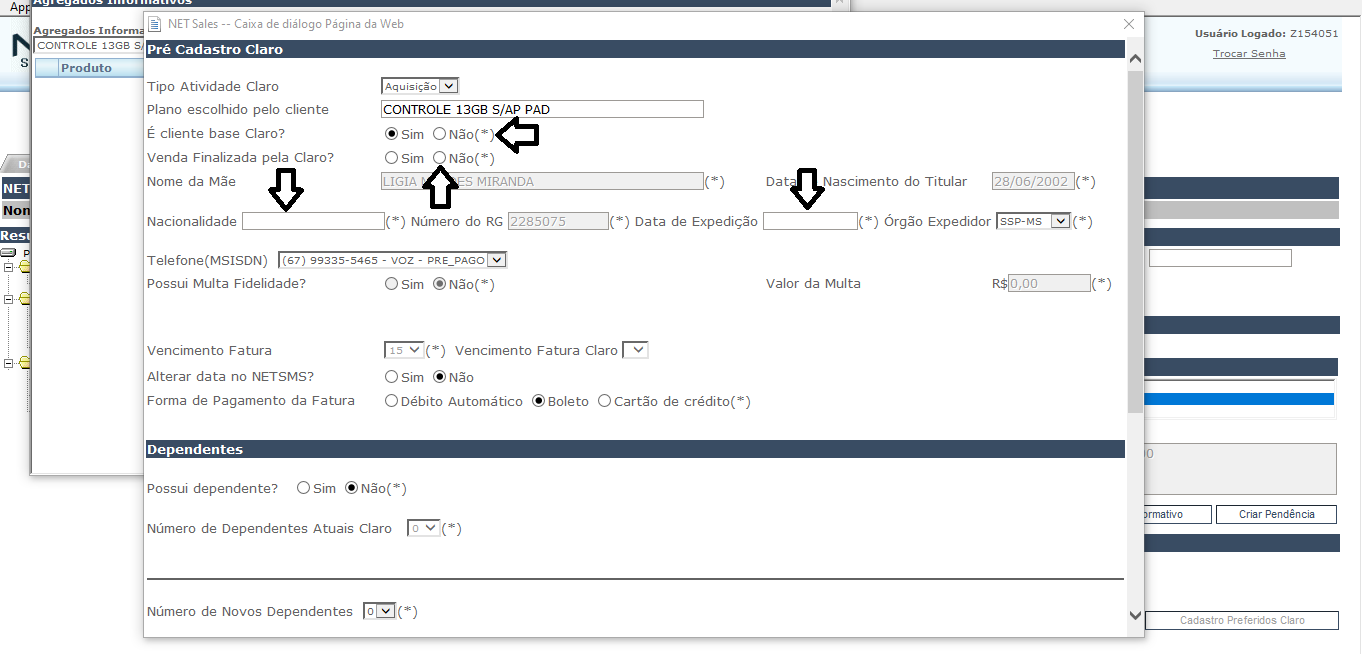 App
Agregados Informativos
Agregados Informa
CONTROLE 13GB S/
Produto
NET Sales -- Caixa de diálogo Página da Web
Usuário Logado: Z154051
Trocar Senha
Pré Cadastro Claro
Tipo Atividade Claro Aquisição
Plano escolhido pelo cliente CONTROLE 13GB S/AP PAD
É cliente base Claro? Sim Não(*)
Venda Finalizada pela Claro? Sim Não(*)
Nome da Mãe LIGIA MIRANDA (*) Data Nascimento do Titular 28/06/2002 (*)
Nacionalidade (*) Número do RG 2285075 (*) Data de Expedição (*) Órgão Expedidor SSP-MS (*)
Telefone(MSISDN) (67) 99335-5465 - VOZ - PRE_PAGO
Possui Multa Fidelidade? Sim Não(*) Valor da Multa R$ 0,00 (*)
Vencimento Fatura 15 (*) Vencimento Fatura Claro
Alterar data no NETSMS? Sim Não
Forma de Pagamento da Fatura Débito Automático Boleto Cartão de crédito(*)
Dependentes
Possui dependente? Sim Não(*)
Número de Dependentes Atuais Claro 0 (*)
Número de Novos Dependentes 0 (*)
NET
Non
Resu
P
rmativo
Criar Pendência
Cadastro Preferidos Claro